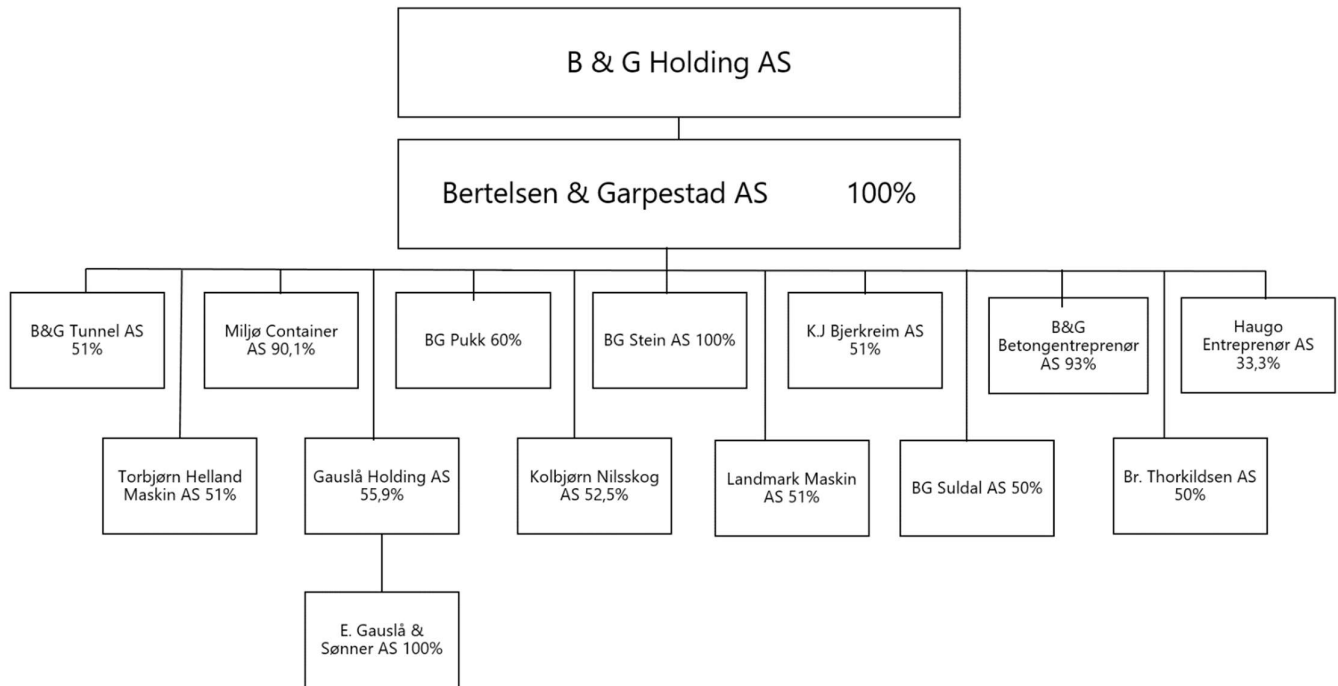 B & G Holding AS
Bertelsen & Garpestad AS 100%
B&G Tunnel AS
51%
Miljø Container
AS 90,1%
BG Pukk 60%
BG Stein AS 100%
K.J Bjerkreim AS
51%
B&G
Betongentreprenør
AS 93%
Haugo
Entreprenør AS
33,3%
Torbjørn Helland
Maskin AS 51%
Gauslå Holding AS
55,9%
Kolbjørn Nilsskog
AS 52,5%
Landmark Maskin
AS 51%
BG Suldal AS 50%
Br. Thorkildsen AS
50%
E. Gauslå &
Sønner AS 100%